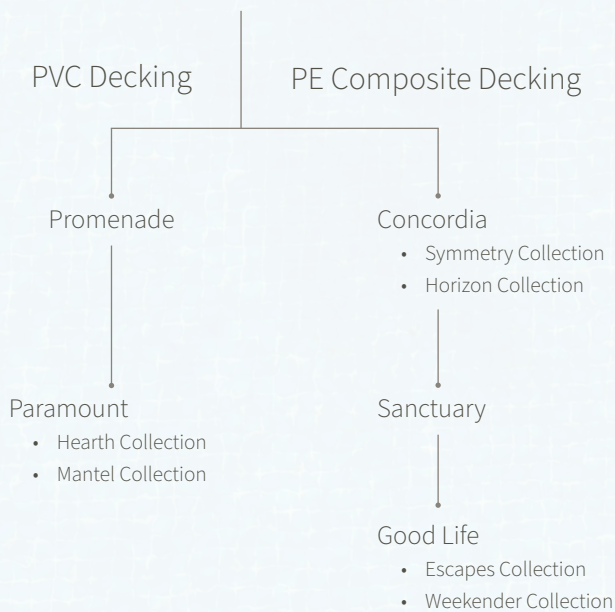 PVC Decking
PE Composite Decking
Promenade
Paramount
• Hearth Collection
• Mantel Collection
Concordia
• Symmetry Collection
• Horizon Collection
Sanctuary
Good Life
• Escapes Collection
• Weekender Collection